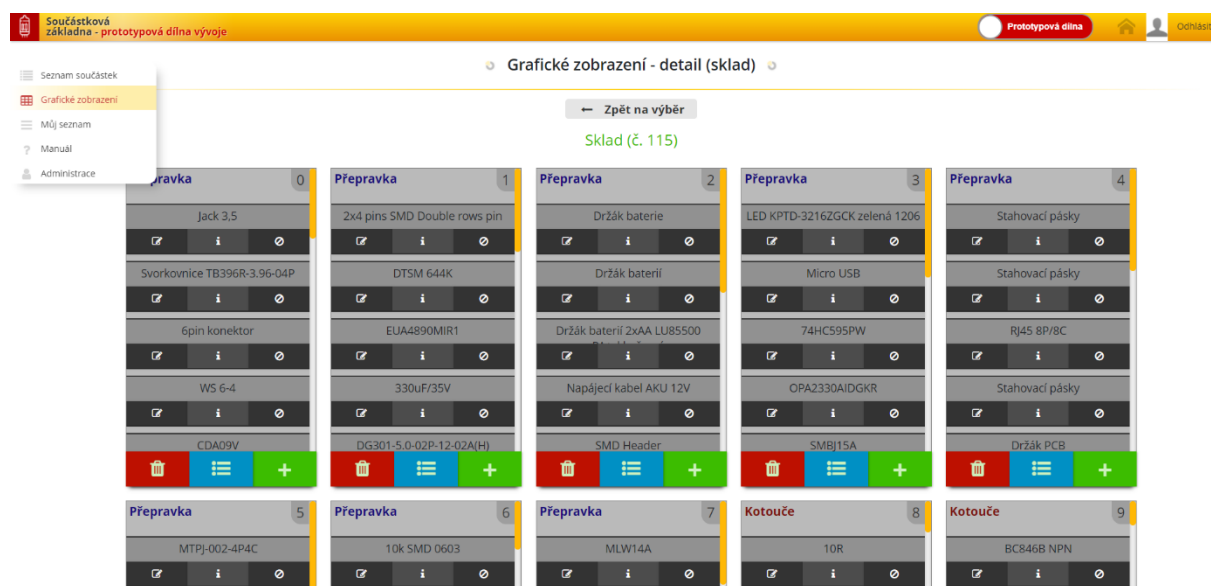 Součástková
základna - prototypová dílna vývoje
Prototypová dílna
Odhlásit
Seznam součástek
Grafické zobrazení
Můj seznam
? Manuál
Administrace
Grafické zobrazení - detail (sklad)
← Zpět na výběr
Sklad (č. 115)
pravka 0
Jack 3,5
Svorkovnice TB396R-3.96-04P
6pin konektor
WS 6-4
CDA09V
Přepravka 1
2x4 pins SMD Double rows pin
DTSM 644K
EUA4890MIR1
330uF/35V
DG301-5.0-02P-12-02A(H)
Přepravka 2
Držák baterie
Držák baterií
Držák baterií 2xAA LU85500
Napájecí kabel AKU 12V
SMD Header
Přepravka 3
LED KPTD-3216ZGCK zelená 1206
Micro USB
74HC595PW
OPA2330AIDGKR
SMBJ15A
Přepravka 4
Stahovací pásky
Stahovací pásky
RJ45 8P/8C
Stahovací pásky
Držák PCB
Přepravka 5
MTPJ-002-4P4C
Přepravka 6
10k SMD 0603
Přepravka 7
MLW14A
Kotouče 8
10R
Kotouče 9
BC846B NPN